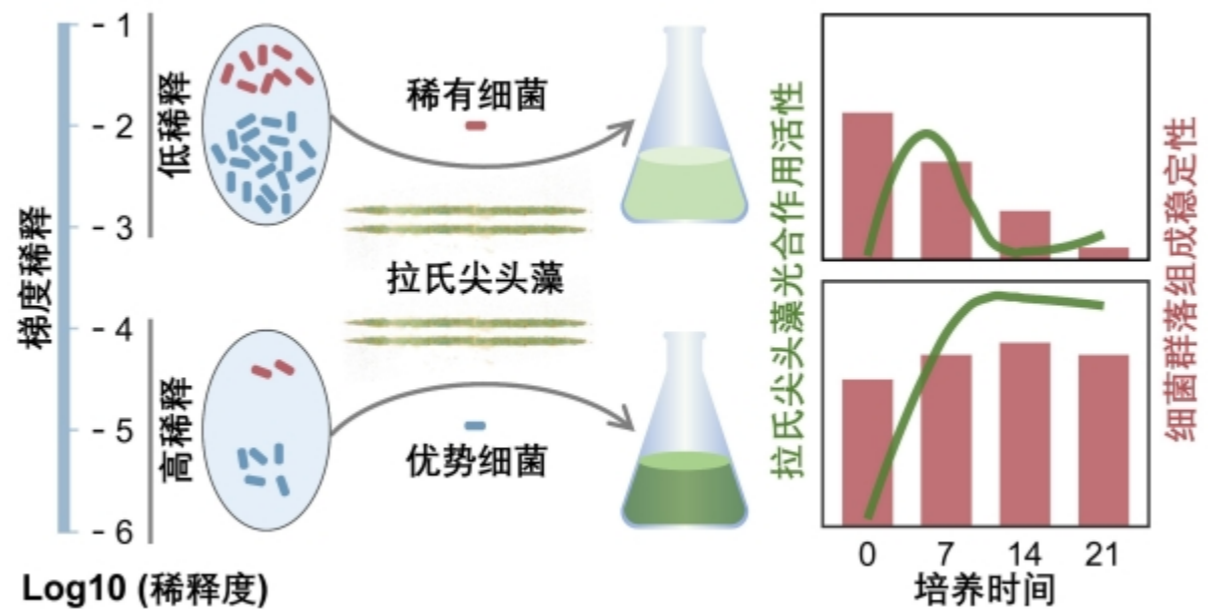 梯度稀释
- 1
- 2
- 3
- 4
- 5
- 6
Log10 (稀释度)
低稀释
高稀释
稀有细菌
拉氏尖头藻
优势细菌
拉氏尖头藻光合作用活性
细菌群落组成稳定性
0 7 14 21
培养时间